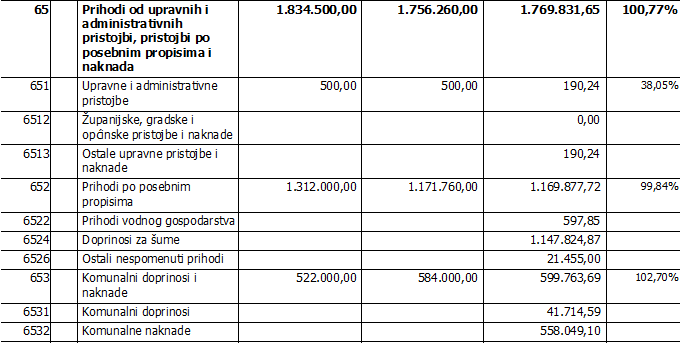 65 Prihodi od upravnih i 1.834.500,00 1.756.260,00 1.769.831,65 100,77%
administrativnih
pristojbi, pristojbi po
posebnim propisima i
naknada
651 Upravne i administrativne 500,00 500,00 190,24 38,05%
pristojbe
6512 Županijske, gradske i 0,00
općinske pristojbe i naknade
6513 Ostale upravne pristojbe i 190,24
naknade
652 Prihodi po posebnim 1.312.000,00 1.171.760,00 1.169.877,72 99,84%
propisima
6522 Prihodi vodnog gospodarstva 597,85
6524 Doprinosi za šume 1.147.824,87
6526 Ostali nespomenuti prihodi 21.455,00
653 Komunalni doprinosi i 522.000,00 584.000,00 599.763,69 102,70%
naknade
6531 Komunalni doprinosi 41.714,59
6532 Komunalne naknade 558.049,10